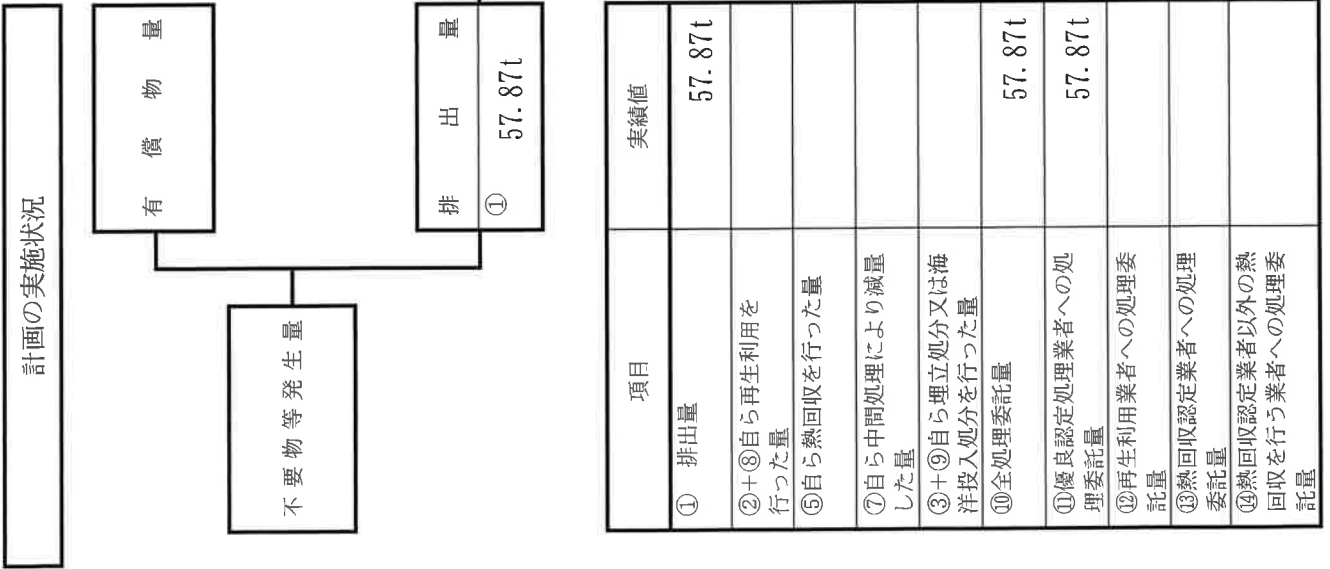 計画の実施状況
有償物量
不要物等発生量
排出量
①
57.87t
項目
実績値
① 排出量
57.87t
②+⑧自ら再生利用を
行った量
⑤自ら熱回収を行った量
⑦自ら中間処理により減量
した量
③+⑨自ら埋立処分又は海
洋投入処分を行った量
⑩全処理委託量
57.87t
⑪優良認定処理業者への処
理委託量
57.87t
⑫再生利用業者への処理委
託量
⑬熱回収認定業者への処理
委託量
⑭熱回収認定業者以外の熱
回収を行う業者への処理委
託量